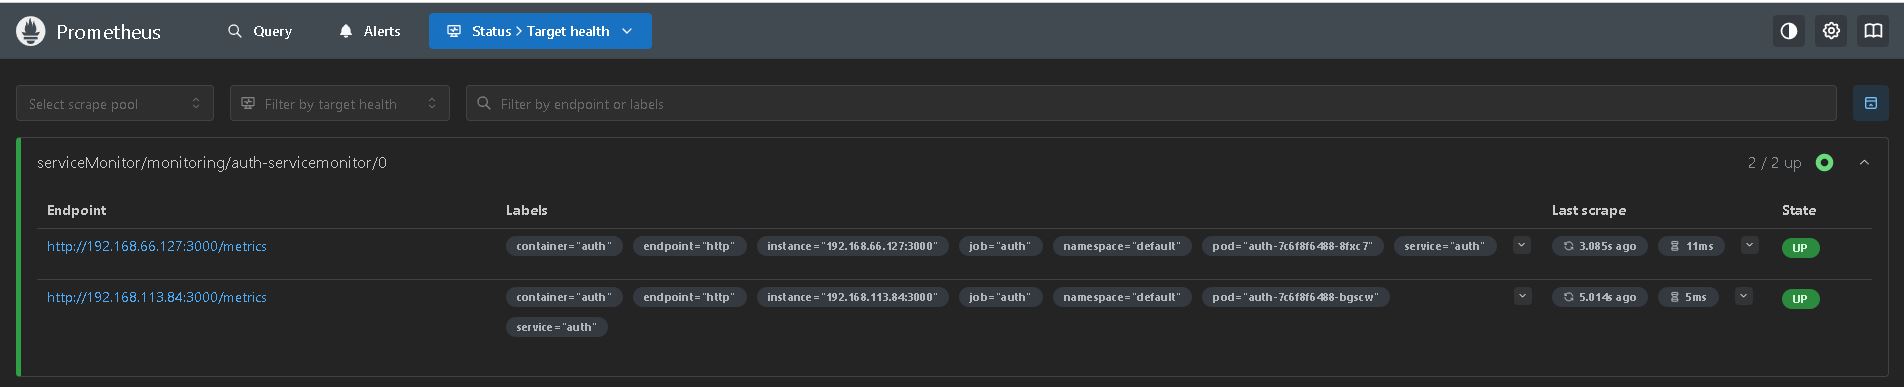 Prometheus Query Alerts Status > Target health
Select scrape pool Filter by target health Filter by endpoint or labels
serviceMonitor/monitoring/auth-servicemonitor/0 2 / 2 up
Endpoint Labels Last scrape State
http://192.168.66.127:3000/metrics container="auth" endpoint="http" instance="192.168.66.127:3000" job="auth" namespace="default" pod="auth-7c6f8f6488-8fxc7" service="auth" 3.085s ago 11ms UP
http://192.168.113.84:3000/metrics container="auth" endpoint="http" instance="192.168.113.84:3000" job="auth" namespace="default" pod="auth-7c6f8f6488-bgscw" 5.014s ago 5ms UP
service="auth"